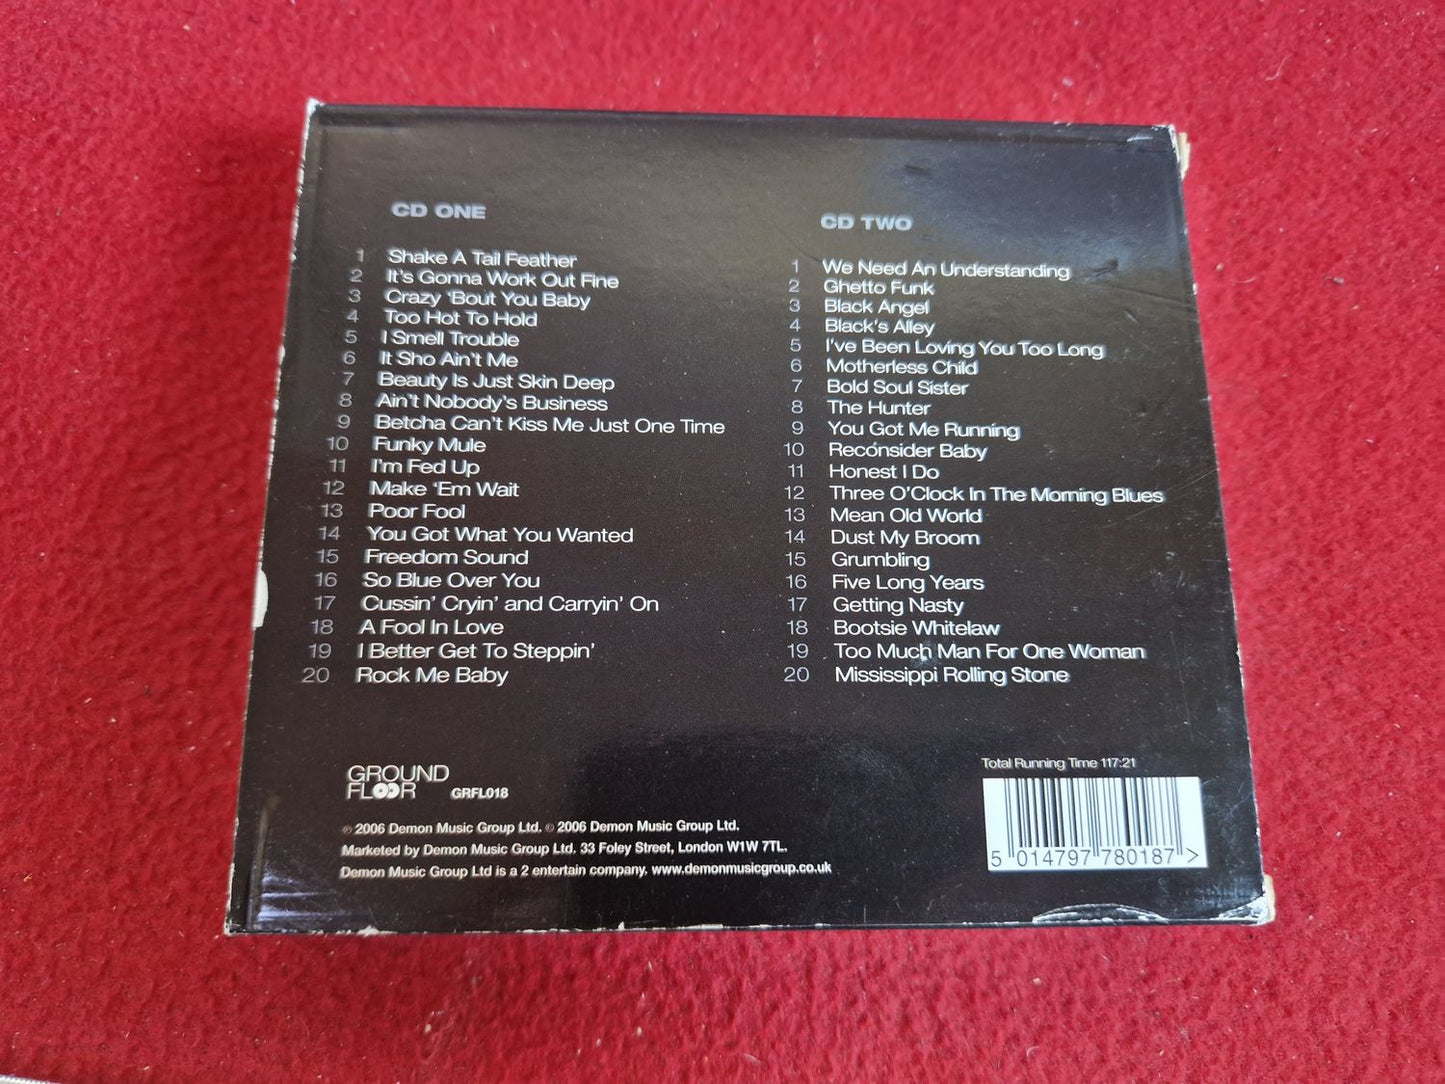 CD ONE
1 Shake A Tail Feather
2 It's Gonna Work Out Fine
3 Crazy 'Bout You Baby
4 Too Hot To Hold
5 I Smell Trouble
6 It Sho Ain't Me
7 Beauty Is Just Skin Deep
8 Ain't Nobody's Business
9 Betcha Can't Kiss Me Just One Time
10 Funky Mule
11 I'm Fed Up
12 Make 'Em Wait
13 Poor Fool
14 You Got What You Wanted
15 Freedom Sound
16 So Blue Over You
17 Cussin' Cryin' and Carryin' On
18 A Fool In Love
19 I Better Get To Steppin'
20 Rock Me Baby
CD TWO
1 We Need An Understanding
2 Ghetto Funk
3 Black Angel
4 Black's Alley
5 I've Been Loving You Too Long
6 Motherless Child
7 Bold Soul Sister
8 The Hunter
9 You Got Me Running
10 Reconsider Baby
11 Honest I Do
12 Three O'Clock In The Morning Blues
13 Mean Old World
14 Dust My Broom
15 Grumbling
16 Five Long Years
17 Getting Nasty
18 Bootsie Whitelaw
19 Too Much Man For One Woman
20 Mississippi Rolling Stone
GROUND
FLOOR GRFL018
℗ 2006 Demon Music Group Ltd. © 2006 Demon Music Group Ltd.
Marketed by Demon Music Group Ltd. 33 Foley Street, London W1W 7TL.
Demon Music Group Ltd is a 2 entertain company. www.demonmusicgroup.co.uk
Total Running Time 117:21
5 014797 780187 >